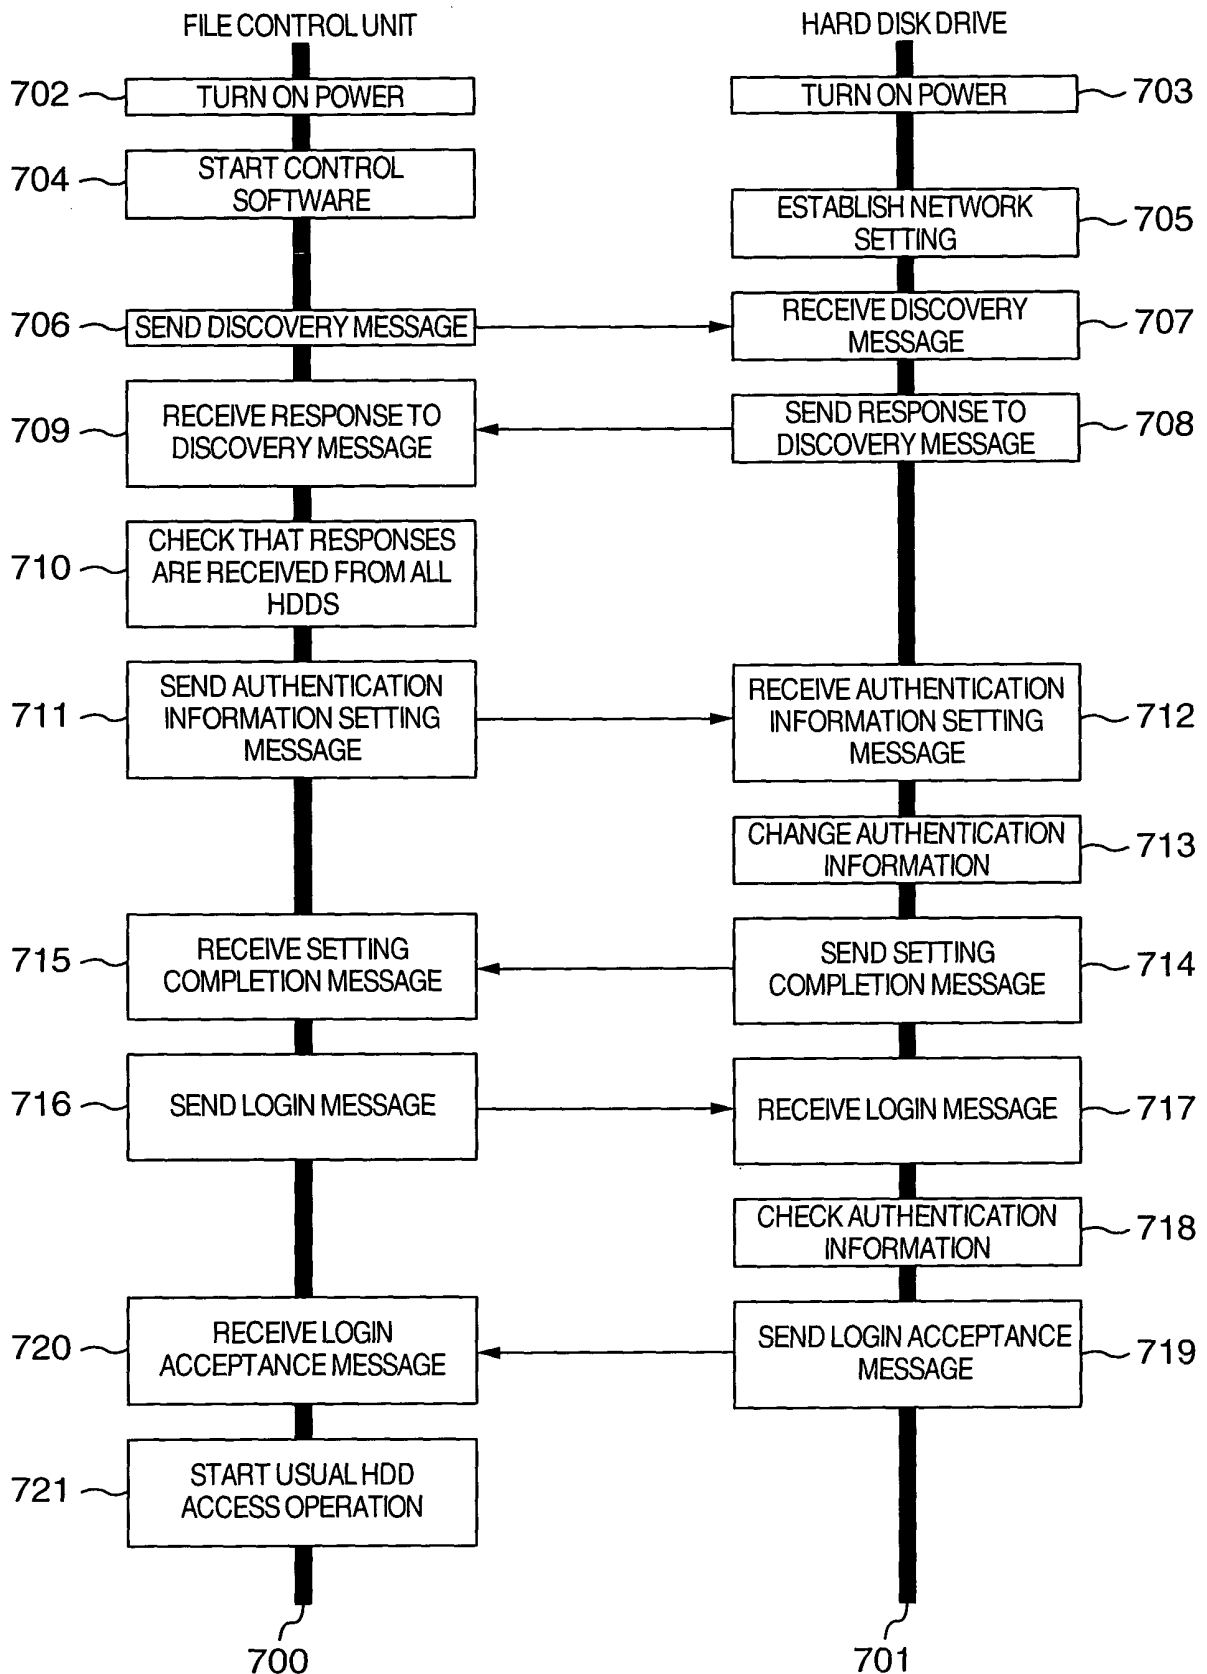 FILE CONTROL UNIT
HARD DISK DRIVE
702
TURN ON POWER
TURN ON POWER
703
704
START CONTROL
SOFTWARE
ESTABLISH NETWORK
SETTING
705
706
SEND DISCOVERY MESSAGE
RECEIVE DISCOVERY
MESSAGE
707
709
RECEIVE RESPONSE TO
DISCOVERY MESSAGE
SEND RESPONSE TO
DISCOVERY MESSAGE
708
710
CHECK THAT RESPONSES
ARE RECEIVED FROM ALL
HDDS
711
SEND AUTHENTICATION
INFORMATION SETTING
MESSAGE
RECEIVE AUTHENTICATION
INFORMATION SETTING
MESSAGE
712
CHANGE AUTHENTICATION
INFORMATION
713
715
RECEIVE SETTING
COMPLETION MESSAGE
SEND SETTING
COMPLETION MESSAGE
714
716
SEND LOGIN MESSAGE
RECEIVE LOGIN MESSAGE
717
CHECK AUTHENTICATION
INFORMATION
718
720
RECEIVE LOGIN
ACCEPTANCE MESSAGE
SEND LOGIN ACCEPTANCE
MESSAGE
719
721
START USUAL HDD
ACCESS OPERATION
700
701